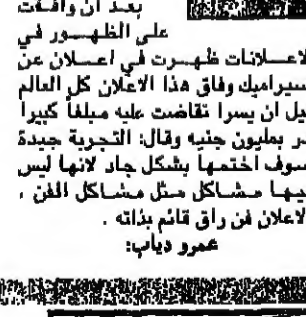 بعد أن وافقت
على الظهور في
الاعلانات ظهرت في اعلان عن
سيراميك وفاق هذا الاعلان كل العالم
يل ان يسرا تقاضت عليه مبلغاً كبيرا
ر بمليون جنيه وقال: التجربة جيدة
سوف اختمها بشكل جاد لانها ليس
يها مشاكل مثل مشاكل الفن ،
لاعلان فن راق قائم بذاته .
عمرو دياب: